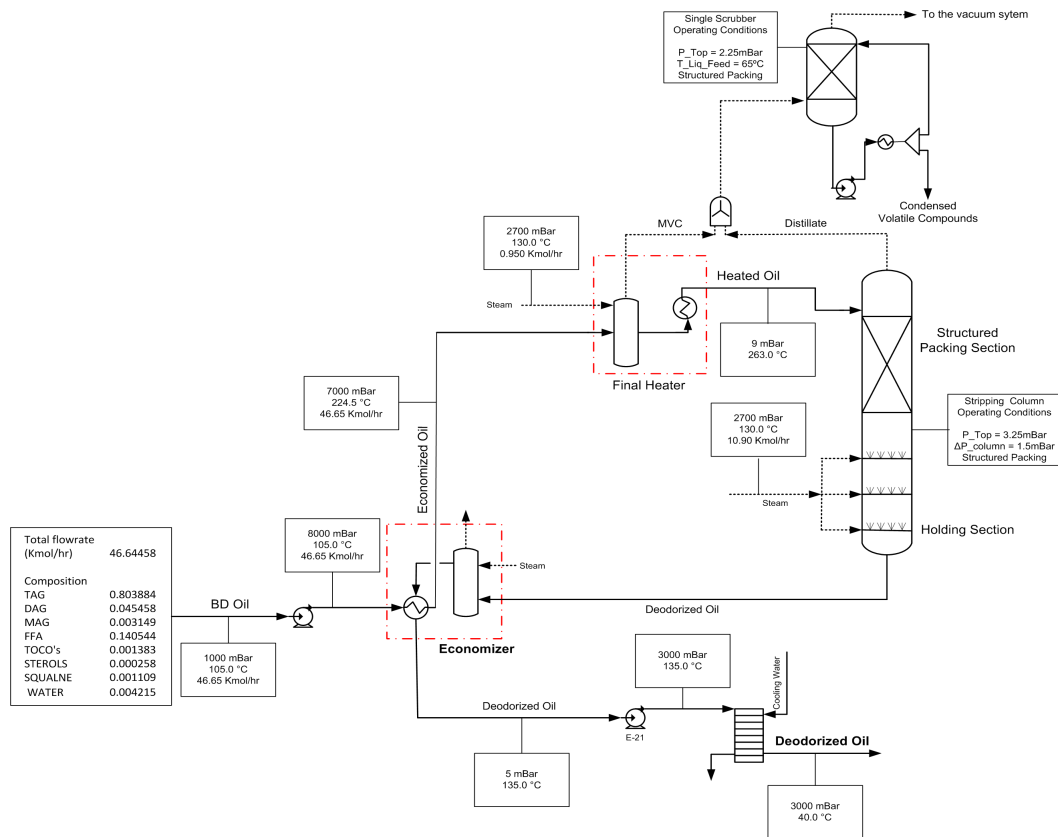 Single Scrubber
Operating Conditions
P_Top = 2.25mBar
T_Liq_Feed = 65ºC
Structured Packing
To the vacuum sytem
Condensed
Volatile Compounds
MVC
Distillate
2700 mBar
130.0 °C
0.950 Kmol/hr
Steam
Heated Oil
Final Heater
9 mBar
263.0 °C
Structured
Packing Section
7000 mBar
224.5 °C
46.65 Kmol/hr
Economized Oil
2700 mBar
130.0 °C
10.90 Kmol/hr
Steam
Stripping Column
Operating Conditions
P_Top = 3.25mBar
ΔP_column = 1.5mBar
Structured Packing
Holding Section
Total flowrate
(Kmol/hr) 46.64458
Composition
TAG 0.803884
DAG 0.045458
MAG 0.003149
FFA 0.140544
TOCO's 0.001383
STEROLS 0.000258
SQUALNE 0.001109
WATER 0.004215
BD Oil
1000 mBar
105.0 °C
46.65 Kmol/hr
8000 mBar
105.0 °C
46.65 Kmol/hr
Steam
Economizer
Deodorized Oil
Deodorized Oil
5 mBar
135.0 °C
3000 mBar
135.0 °C
E-21
Cooling Water
Deodorized Oil
3000 mBar
40.0 °C